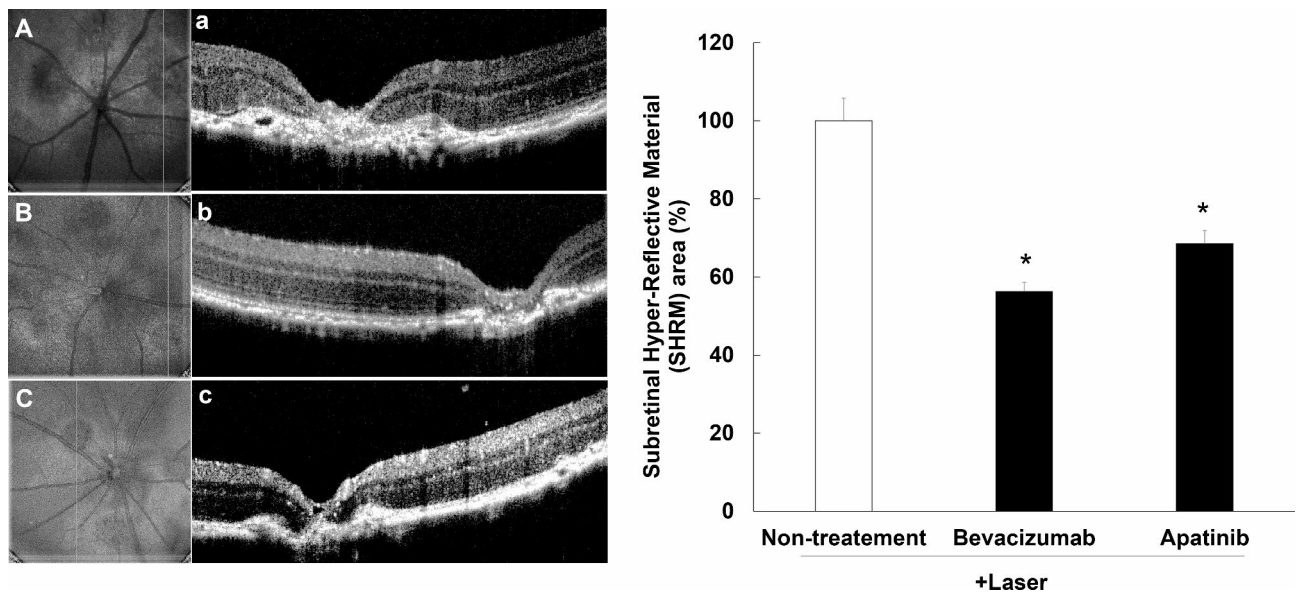 A
a
B
b
C
c
Subretinal Hyper-Reflective Material
(SHRM) area (%)
120
100
80
60
40
20
0
*
*
Non-treatement
Bevacizumab
Apatinib
+Laser